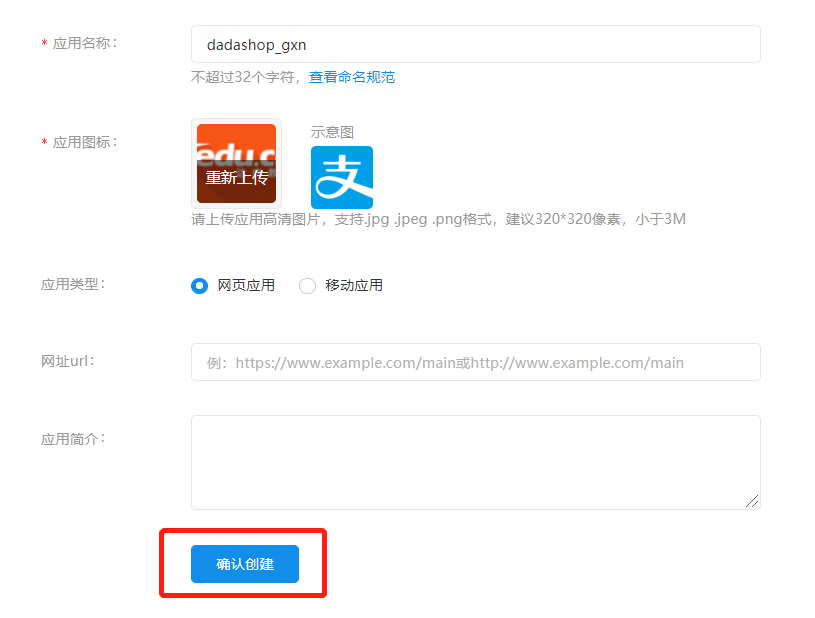 * 应用名称：
dadashop_gxn
不超过32个字符，查看命名规范
* 应用图标：
示意图
edu.c
重新上传
支
请上传应用高清图片，支持.jpg .jpeg .png格式，建议320*320像素，小于3M
应用类型：
网页应用 移动应用
网址url：
例：https://www.example.com/main或http://www.example.com/main
应用简介：
确认创建